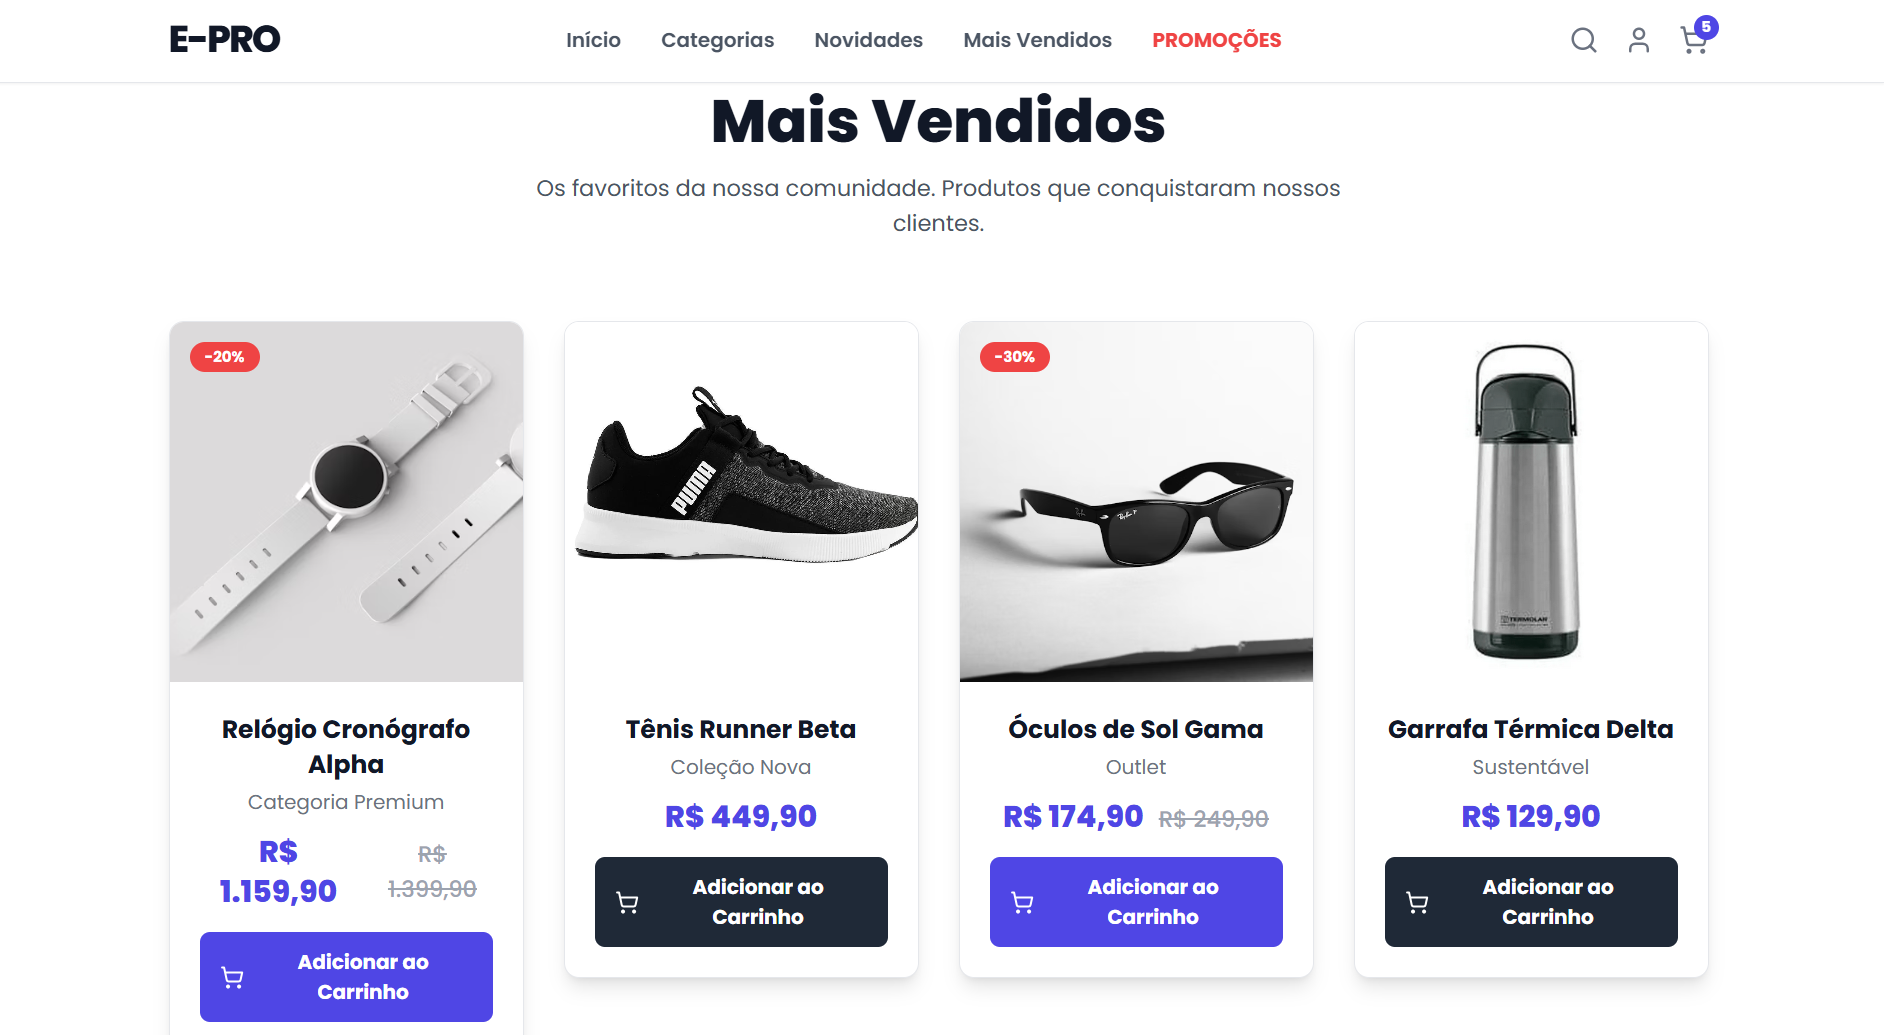 E-PRO
Início
Categorias
Novidades
Mais Vendidos
PROMOÇÕES
5
Mais Vendidos
Os favoritos da nossa comunidade. Produtos que conquistaram nossos
clientes.
-20%
Relógio Cronógrafo
Alpha
Categoria Premium
R$
1.159,90
R$
1.399,90
Adicionar ao
Carrinho
PUMA
Tênis Runner Beta
Coleção Nova
R$ 449,90
Adicionar ao
Carrinho
-30%
Ray-Ban P
Óculos de Sol Gama
Outlet
R$ 174,90
R$ 249,90
Adicionar ao
Carrinho
TERMOLAR
Garrafa Térmica Delta
Sustentável
R$ 129,90
Adicionar ao
Carrinho